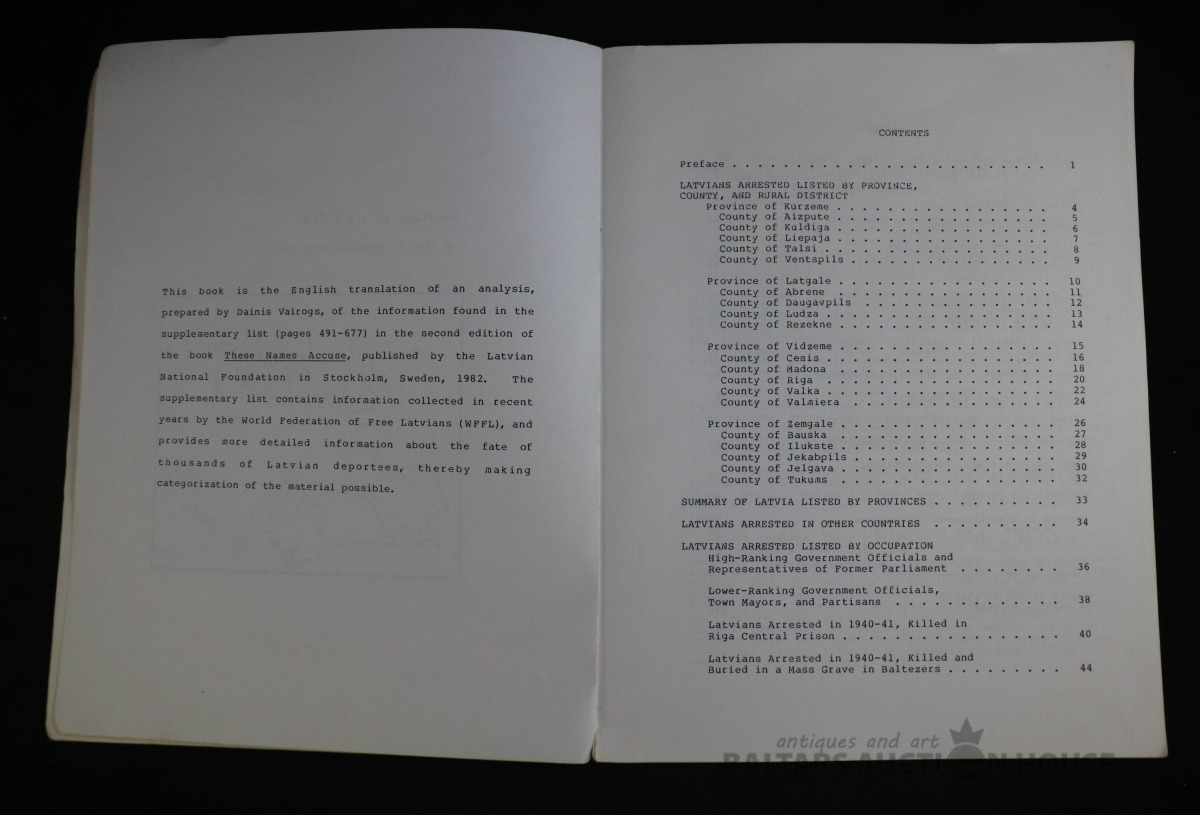 This book is the English translation of an analysis,
prepared by Dainis Vairogs, of the information found in the
supplementary list (pages 491-677) in the second edition of
the book These Names Accuse, published by the Latvian
National Foundation in Stockholm, Sweden, 1982. The
supplementary list contains information collected in recent
years by the World Federation of Free Latvians (WFFL), and
provides more detailed information about the fate of
thousands of Latvian deportees, thereby making
categorization of the material possible.
CONTENTS
Preface . . . . . . . . . . . . . . . . . . . . . . . . . 1
LATVIANS ARRESTED LISTED BY PROVINCE,
COUNTY, AND RURAL DISTRICT
Province of Kurzeme . . . . . . . . . . . . . . . . . 4
County of Aizpute . . . . . . . . . . . . . . . . . 5
County of Kuldiga . . . . . . . . . . . . . . . . . 6
County of Liepaja . . . . . . . . . . . . . . . . . 7
County of Talsi . . . . . . . . . . . . . . . . . . 8
County of Ventspils . . . . . . . . . . . . . . . . 9
Province of Latgale . . . . . . . . . . . . . . . . . 10
County of Abrene . . . . . . . . . . . . . . . . . 11
County of Daugavpils . . . . . . . . . . . . . . . 12
County of Ludza . . . . . . . . . . . . . . . . . . 13
County of Rezekne . . . . . . . . . . . . . . . . . 14
Province of Vidzeme . . . . . . . . . . . . . . . . . 15
County of Cesis . . . . . . . . . . . . . . . . . . 16
County of Madona . . . . . . . . . . . . . . . . . 18
County of Riga . . . . . . . . . . . . . . . . . . 20
County of Valka . . . . . . . . . . . . . . . . . . 22
County of Valmiera . . . . . . . . . . . . . . . . 24
Province of Zemgale . . . . . . . . . . . . . . . . . 26
County of Bauska . . . . . . . . . . . . . . . . . 27
County of Ilukste . . . . . . . . . . . . . . . . . 28
County of Jekabpils . . . . . . . . . . . . . . . . 29
County of Jelgava . . . . . . . . . . . . . . . . . 30
County of Tukums . . . . . . . . . . . . . . . . . 32
SUMMARY OF LATVIA LISTED BY PROVINCES . . . . . . . . . . 33
LATVIANS ARRESTED IN OTHER COUNTRIES . . . . . . . . . . 34
LATVIANS ARRESTED LISTED BY OCCUPATION
High-Ranking Government Officials and
Representatives of Former Parliament . . . . . . . . 36
Lower-Ranking Government Officials,
Town Mayors, and Partisans . . . . . . . . . . . . . 38
Latvians Arrested in 1940-41, Killed in
Riga Central Prison . . . . . . . . . . . . . . . . . 40
Latvians Arrested in 1940-41, Killed and
Buried in a Mass Grave in Baltezers . . . . . . . . . 44
antiques and art
BALTARS AUCTION HOUSE